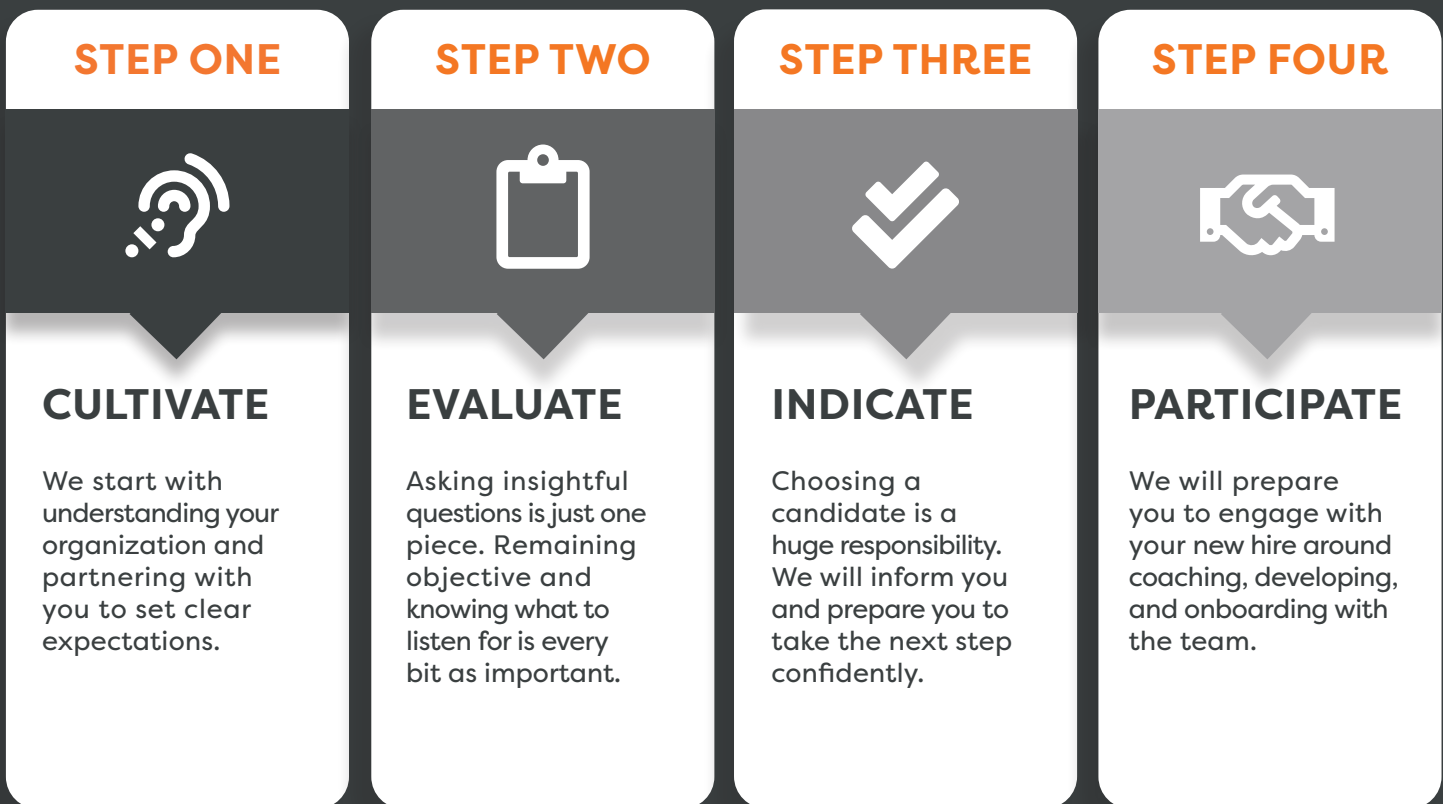 STEP ONE
CULTIVATE
We start with
understanding your
organization and
partnering with
you to set clear
expectations.
STEP TWO
EVALUATE
Asking insightful
questions is just one
piece. Remaining
objective and
knowing what to
listen for is every
bit as important.
STEP THREE
INDICATE
Choosing a
candidate is a
huge responsibility.
We will inform you
and prepare you to
take the next step
confidently.
STEP FOUR
PARTICIPATE
We will prepare
you to engage with
your new hire around
coaching, developing,
and onboarding with
the team.